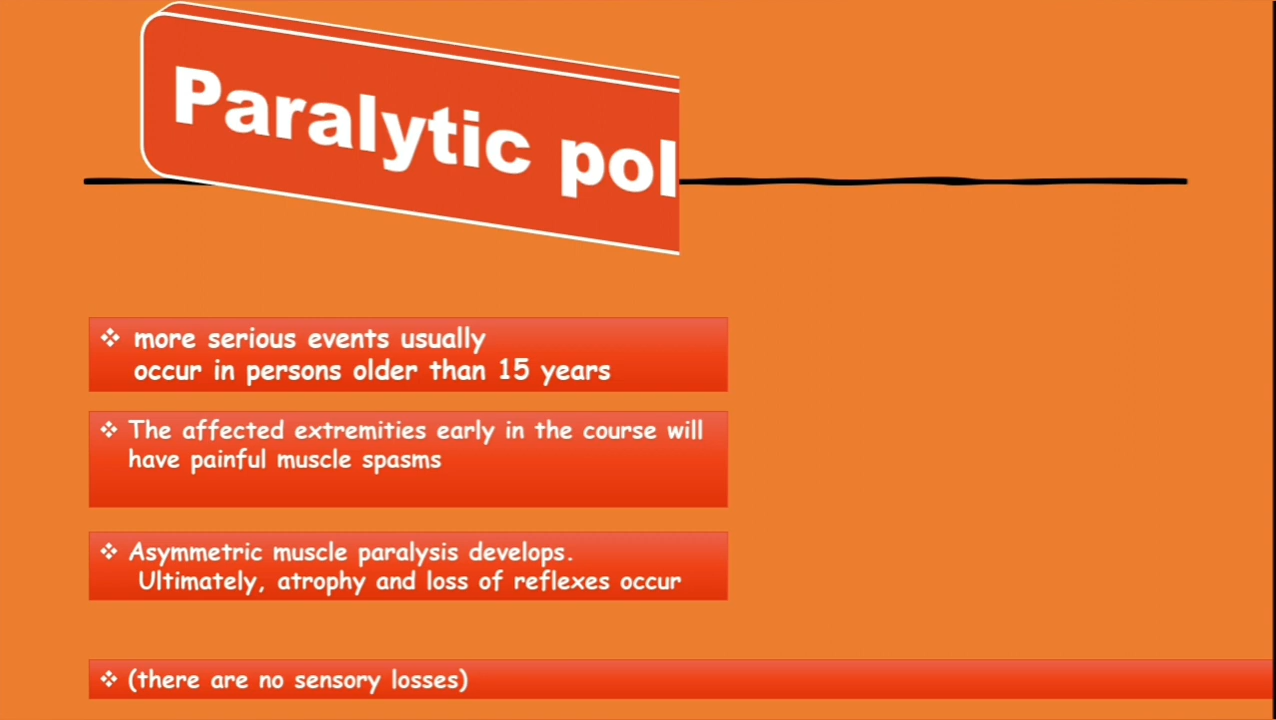 Paralytic pol
❖ more serious events usually
occur in persons older than 15 years
❖ The affected extremities early in the course will
have painful muscle spasms
❖ Asymmetric muscle paralysis develops.
Ultimately, atrophy and loss of reflexes occur
❖ (there are no sensory losses)